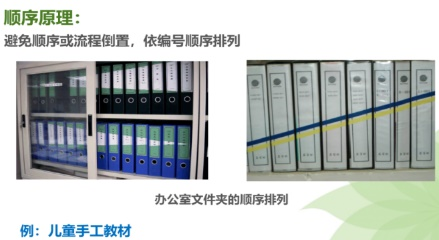 顺序原理：
避免顺序或流程倒置，依编号顺序排列
办公室文件夹的顺序排列
例：儿童手工教材